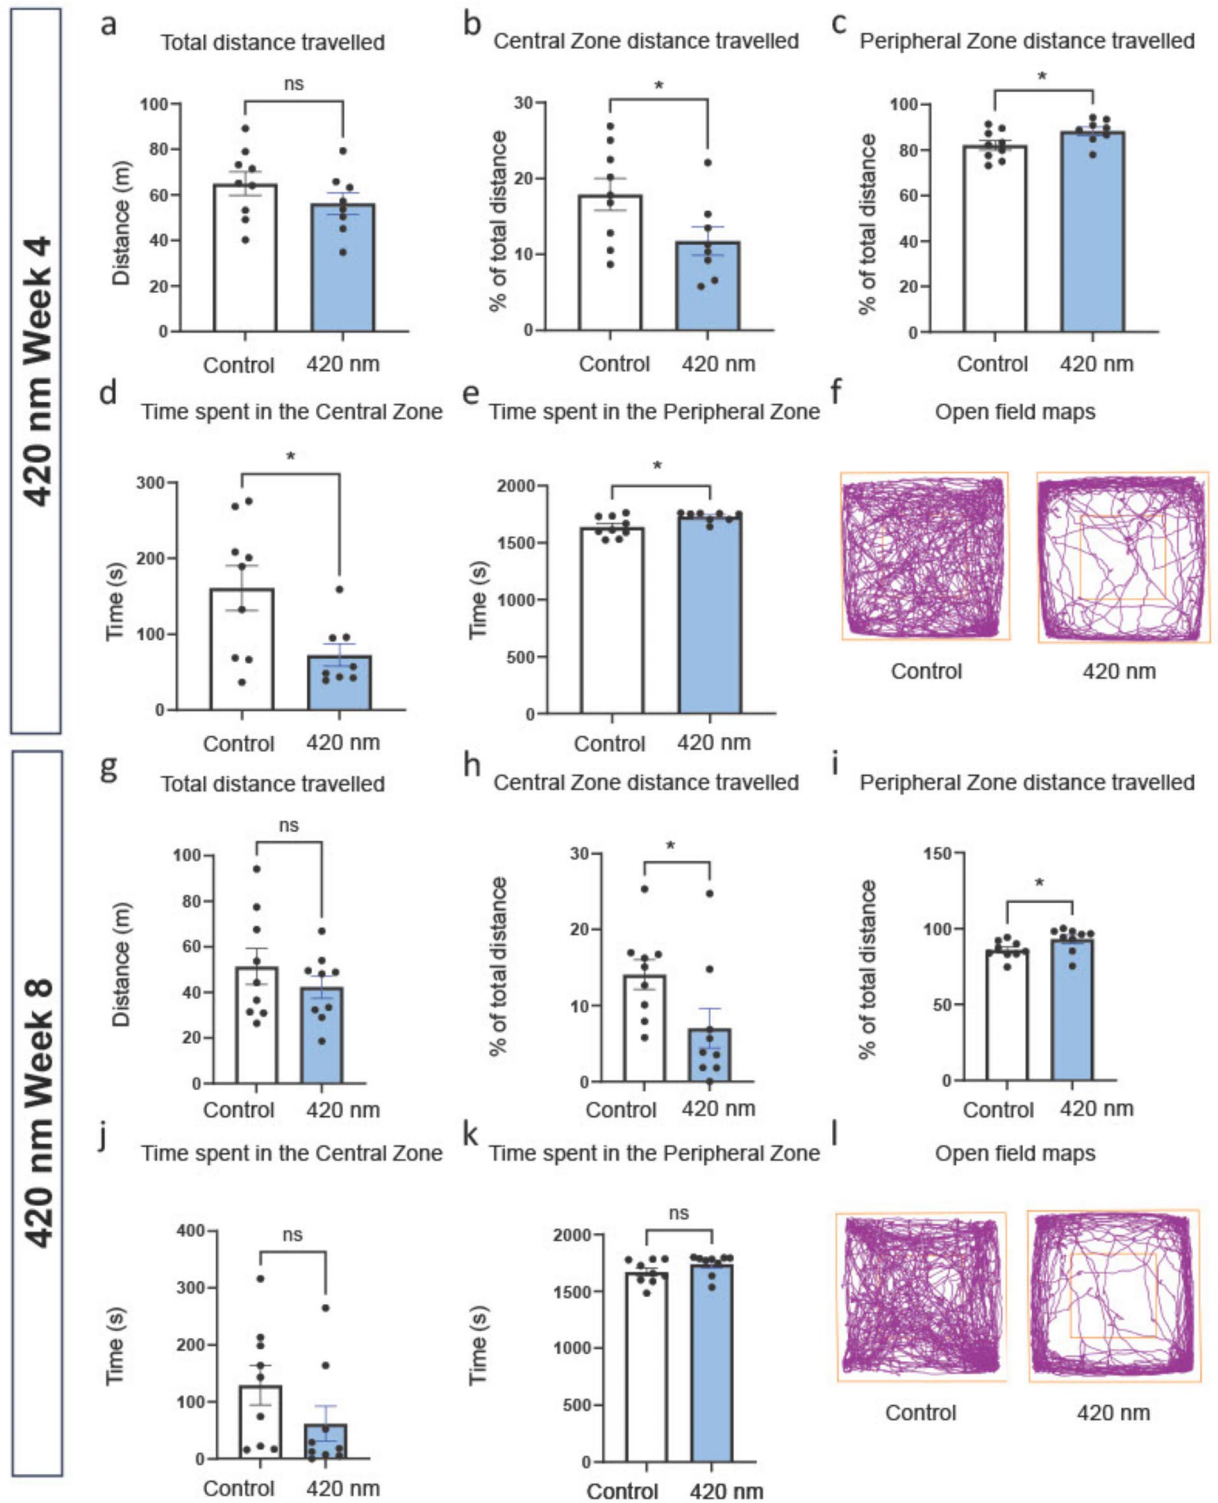 420 nm Week 4
a
Total distance travelled
ns
Distance (m)
100
80
60
40
20
0
Control
420 nm
b
Central Zone distance travelled
*
% of total distance
30
20
10
0
Control
420 nm
c
Peripheral Zone distance travelled
*
% of total distance
100
80
60
40
20
0
Control
420 nm
d
Time spent in the Central Zone
*
Time (s)
300
200
100
0
Control
420 nm
e
Time spent in the Peripheral Zone
*
Time (s)
2000
1500
1000
500
0
Control
420 nm
f
Open field maps
Control
420 nm
420 nm Week 8
g
Total distance travelled
ns
Distance (m)
100
80
60
40
20
0
Control
420 nm
h
Central Zone distance travelled
*
% of total distance
30
20
10
0
Control
420 nm
i
Peripheral Zone distance travelled
*
% of total distance
150
100
50
0
Control
420 nm
j
Time spent in the Central Zone
ns
Time (s)
400
300
200
100
0
Control
420 nm
k
Time spent in the Peripheral Zone
ns
Time (s)
2000
1500
1000
500
0
Control
420 nm
l
Open field maps
Control
420 nm